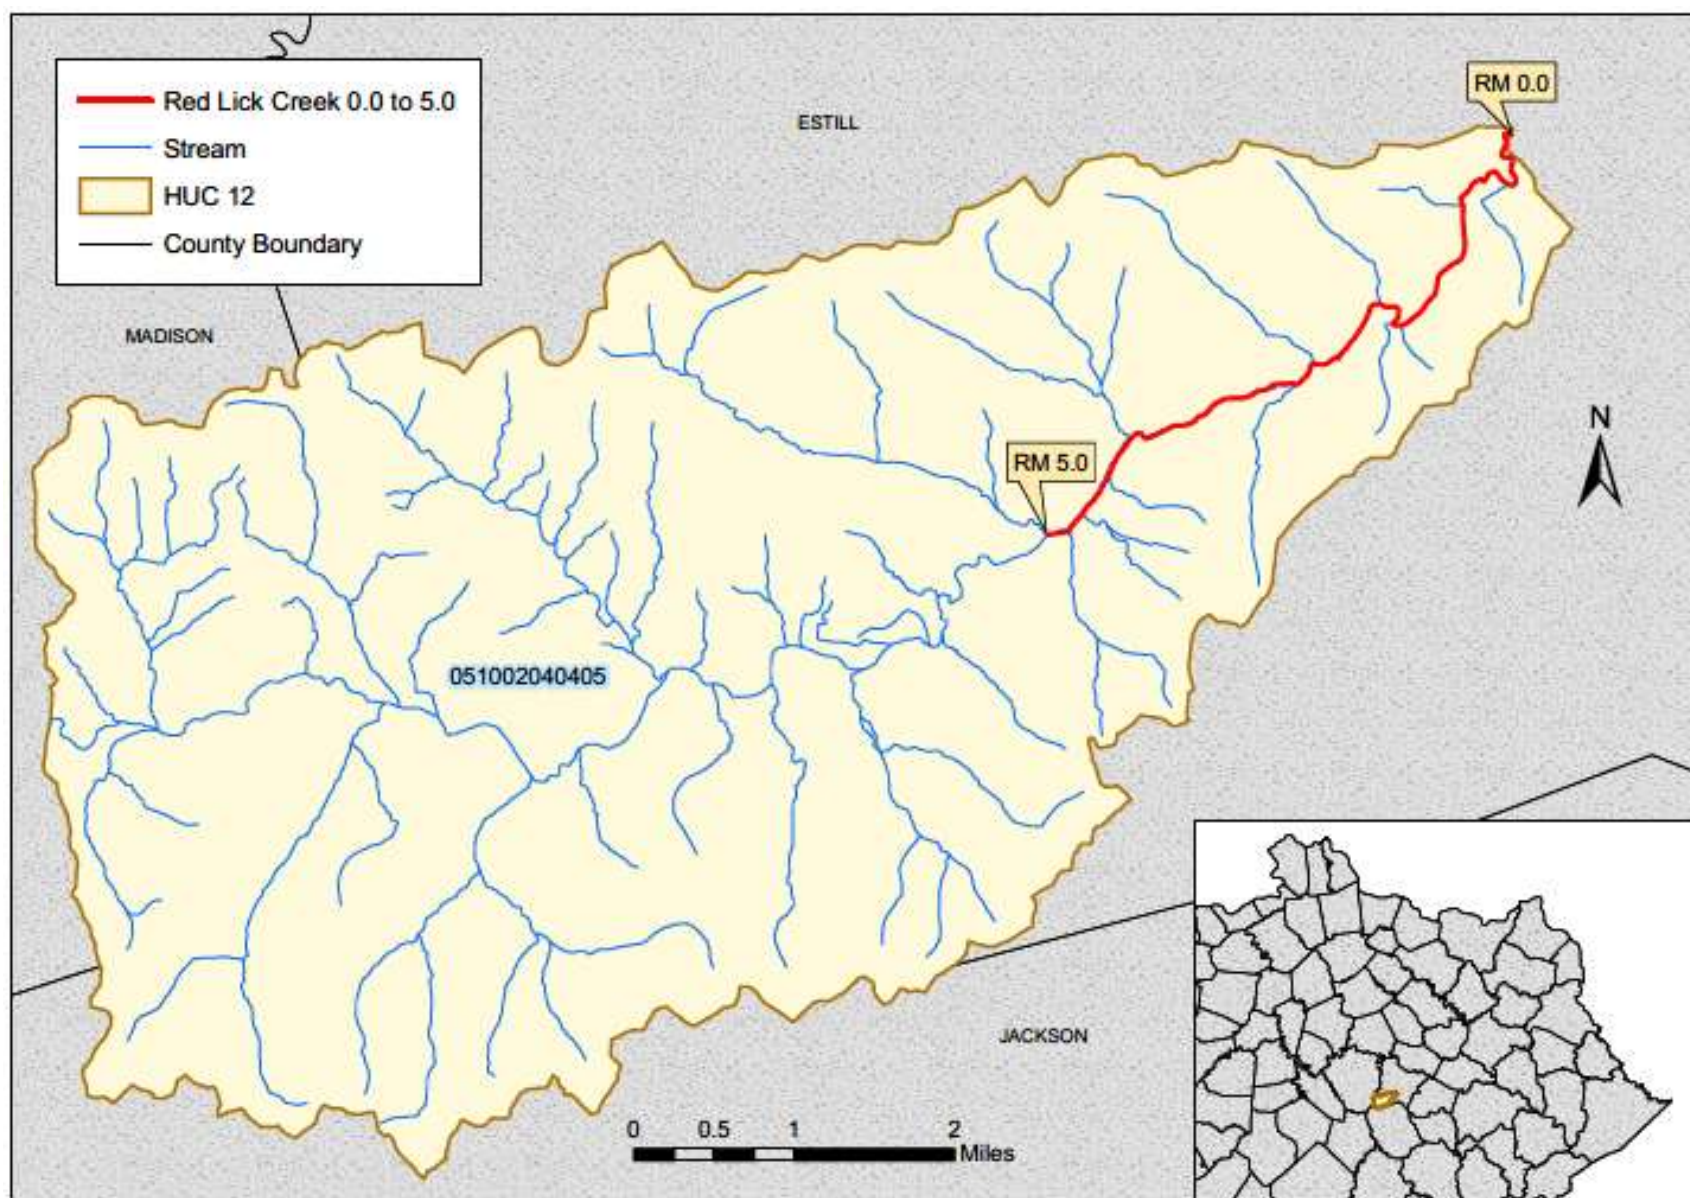 RM 0.0
Red Lick Creek 0.0 to 5.0
Stream
HUC 12
County Boundary
ESTILL
MADISON
N
RM 5.0
051002040405
JACKSON
0 0.5 1 2
Miles